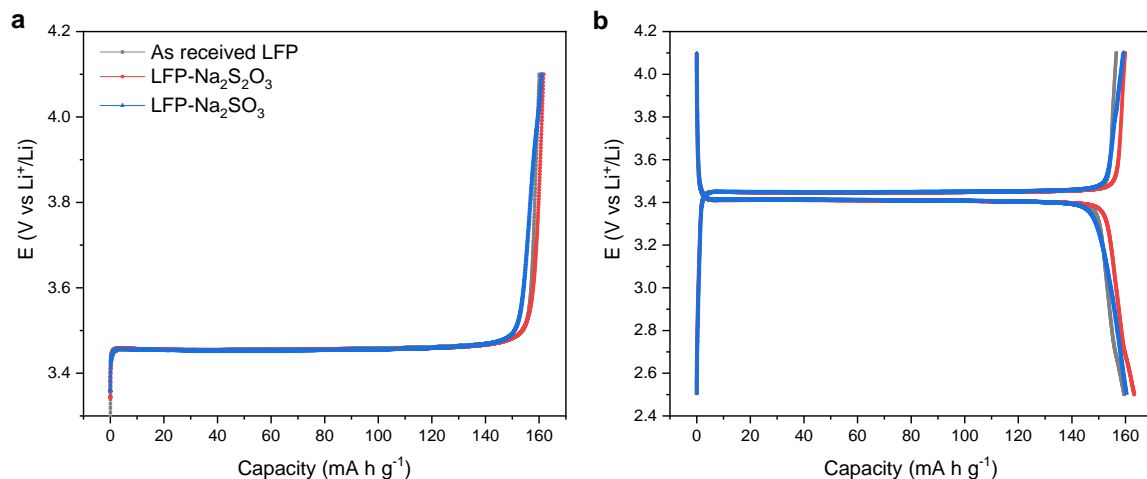 a
As received LFP
LFP-Na₂S₂O₃
LFP-Na₂SO₃
4.2
4.0
3.8
3.6
3.4
E (V vs Li⁺/Li)
0 20 40 60 80 100 120 140 160
Capacity (mA h g⁻¹)
b
4.2
4.0
3.8
3.6
3.4
3.2
3.0
2.8
2.6
2.4
E (V vs Li⁺/Li)
0 20 40 60 80 100 120 140 160
Capacity (mA h g⁻¹)